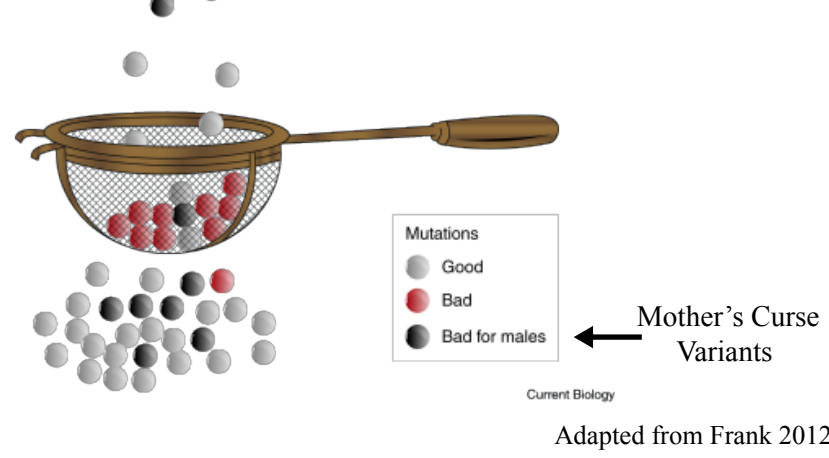 Mutations
Good
Bad
Bad for males
Mother’s Curse
Variants
Current Biology
Adapted from Frank 2012